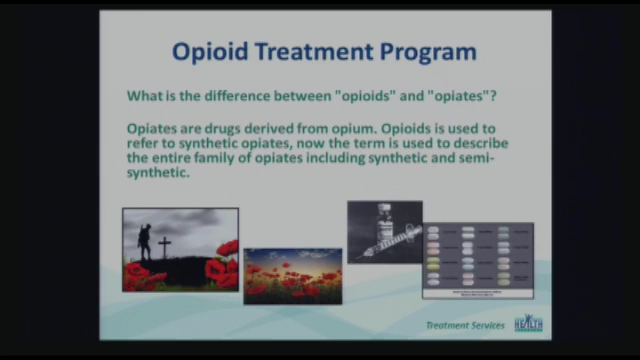 Opioid Treatment Program
What is the difference between "opioids" and "opiates"?
Opiates are drugs derived from opium. Opioids is used to
refer to synthetic opiates, now the term is used to describe
the entire family of opiates including synthetic and semi-
synthetic.
Treatment Services
HEALTH